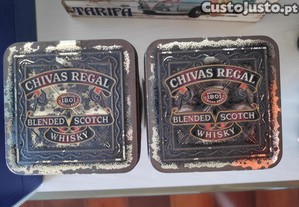 TARIFA
Custojusto.pt
CHIVAS REGAL
1801
BLENDED SCOTCH
WHISKY
CHIVAS REGAL
1801
BLENDED SCOTCH
WHISKY